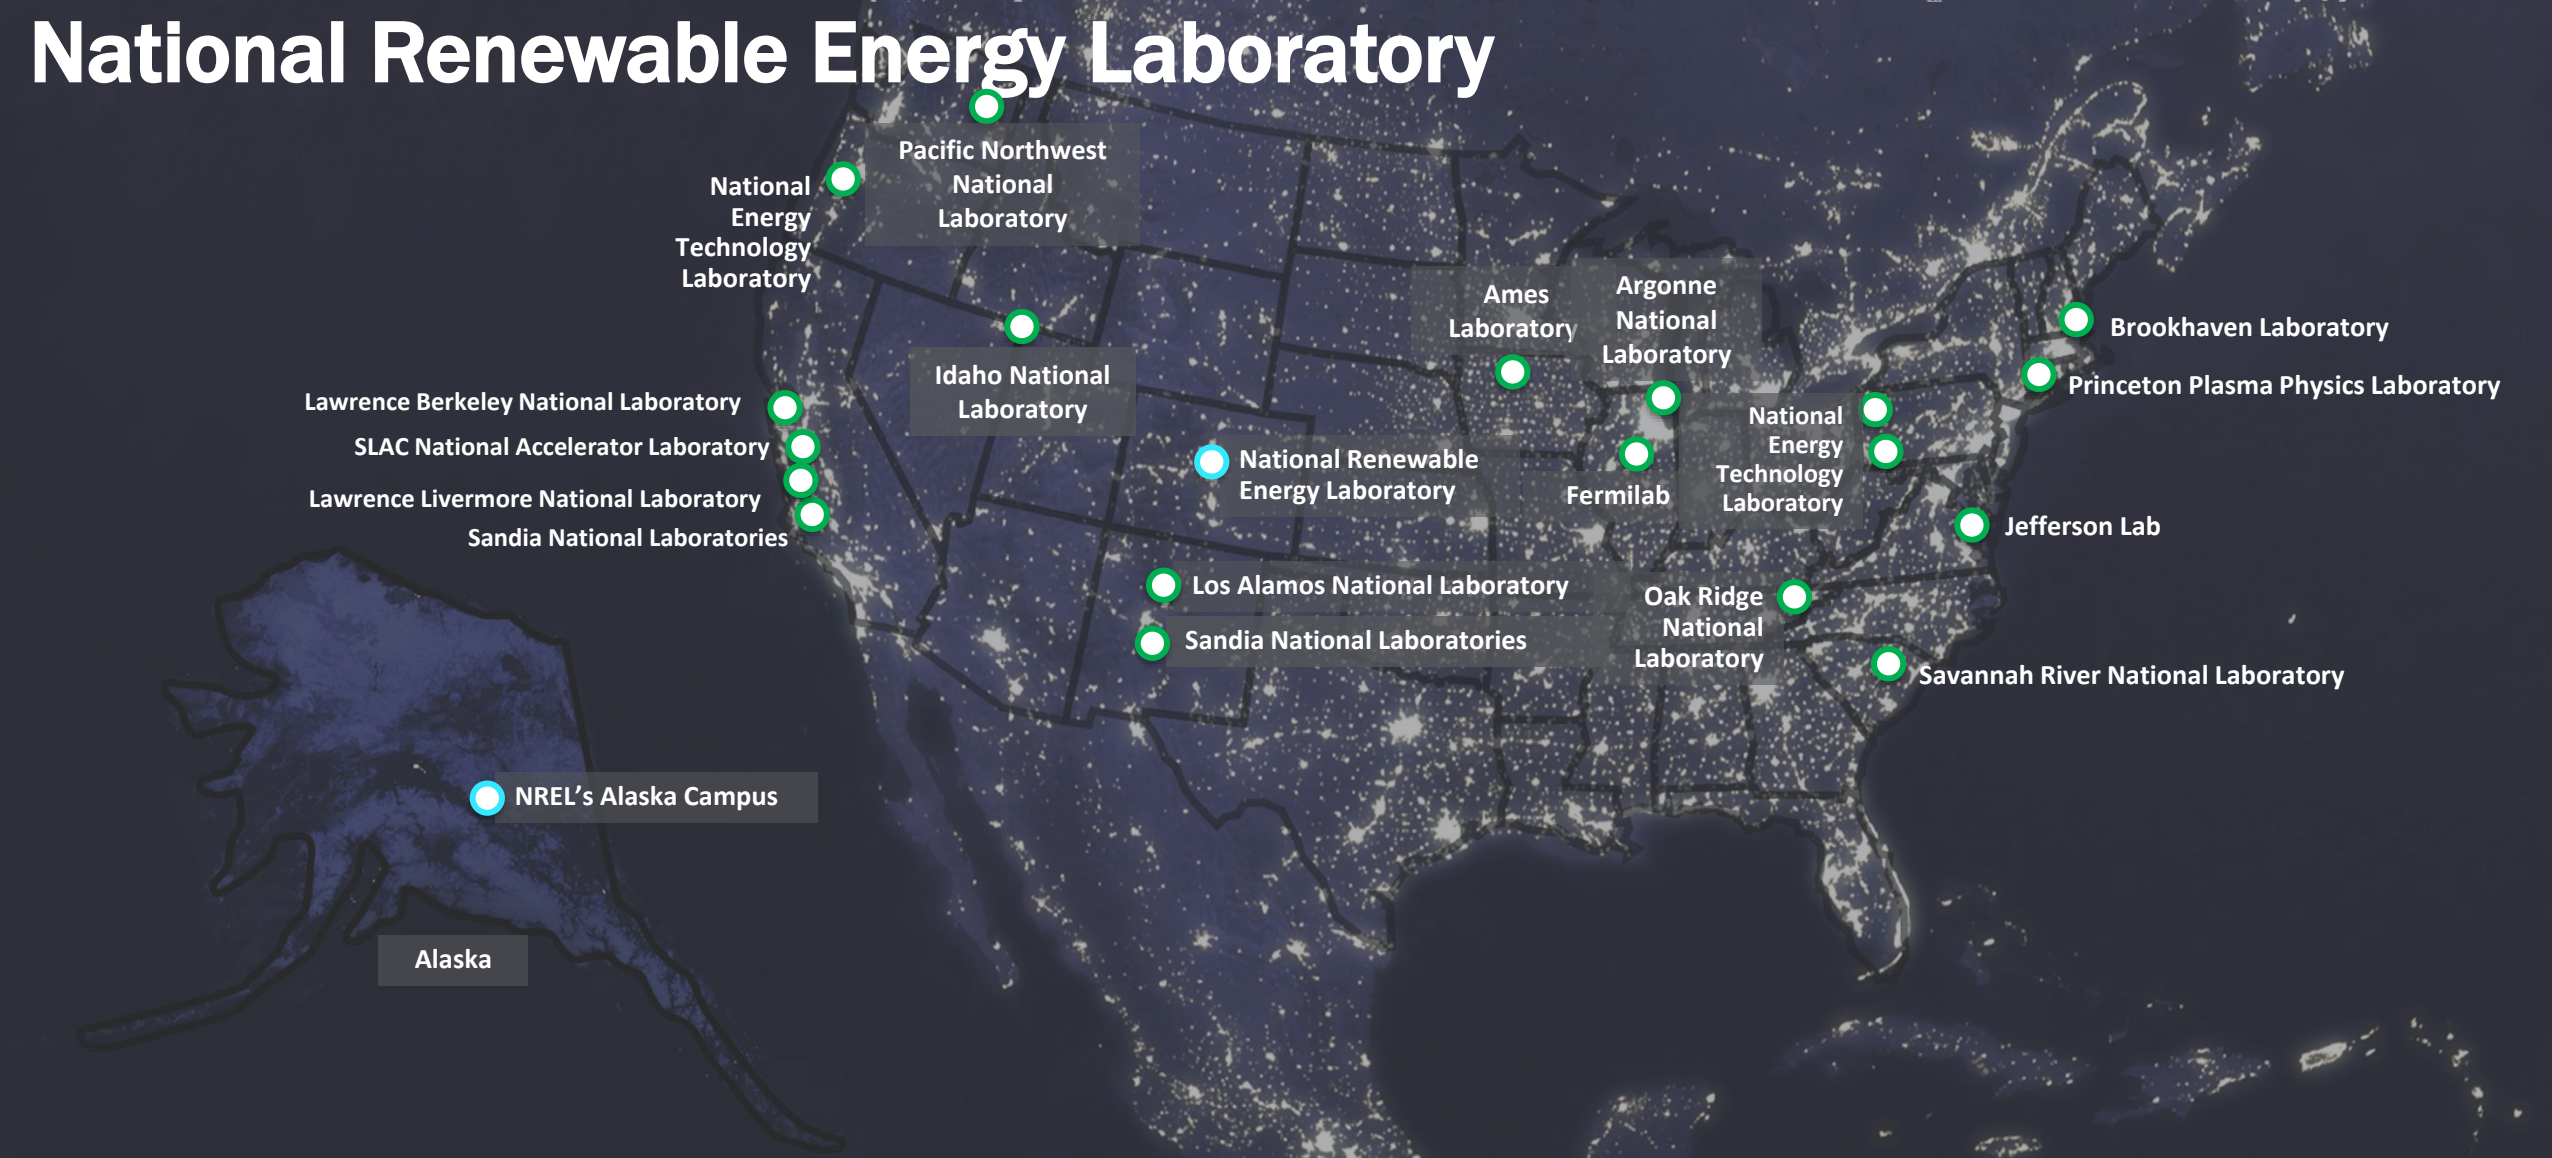 National Renewable Energy Laboratory
Pacific Northwest
National
Laboratory
National
Energy
Technology
Laboratory
Ames
Laboratory
Argonne
National
Laboratory
Brookhaven Laboratory
Princeton Plasma Physics Laboratory
Idaho National
Laboratory
Lawrence Berkeley National Laboratory
SLAC National Accelerator Laboratory
Lawrence Livermore National Laboratory
Sandia National Laboratories
National Renewable
Energy Laboratory
Fermilab
National
Energy
Technology
Laboratory
Jefferson Lab
Los Alamos National Laboratory
Sandia National Laboratories
Oak Ridge
National
Laboratory
Savannah River National Laboratory
NREL’s Alaska Campus
Alaska